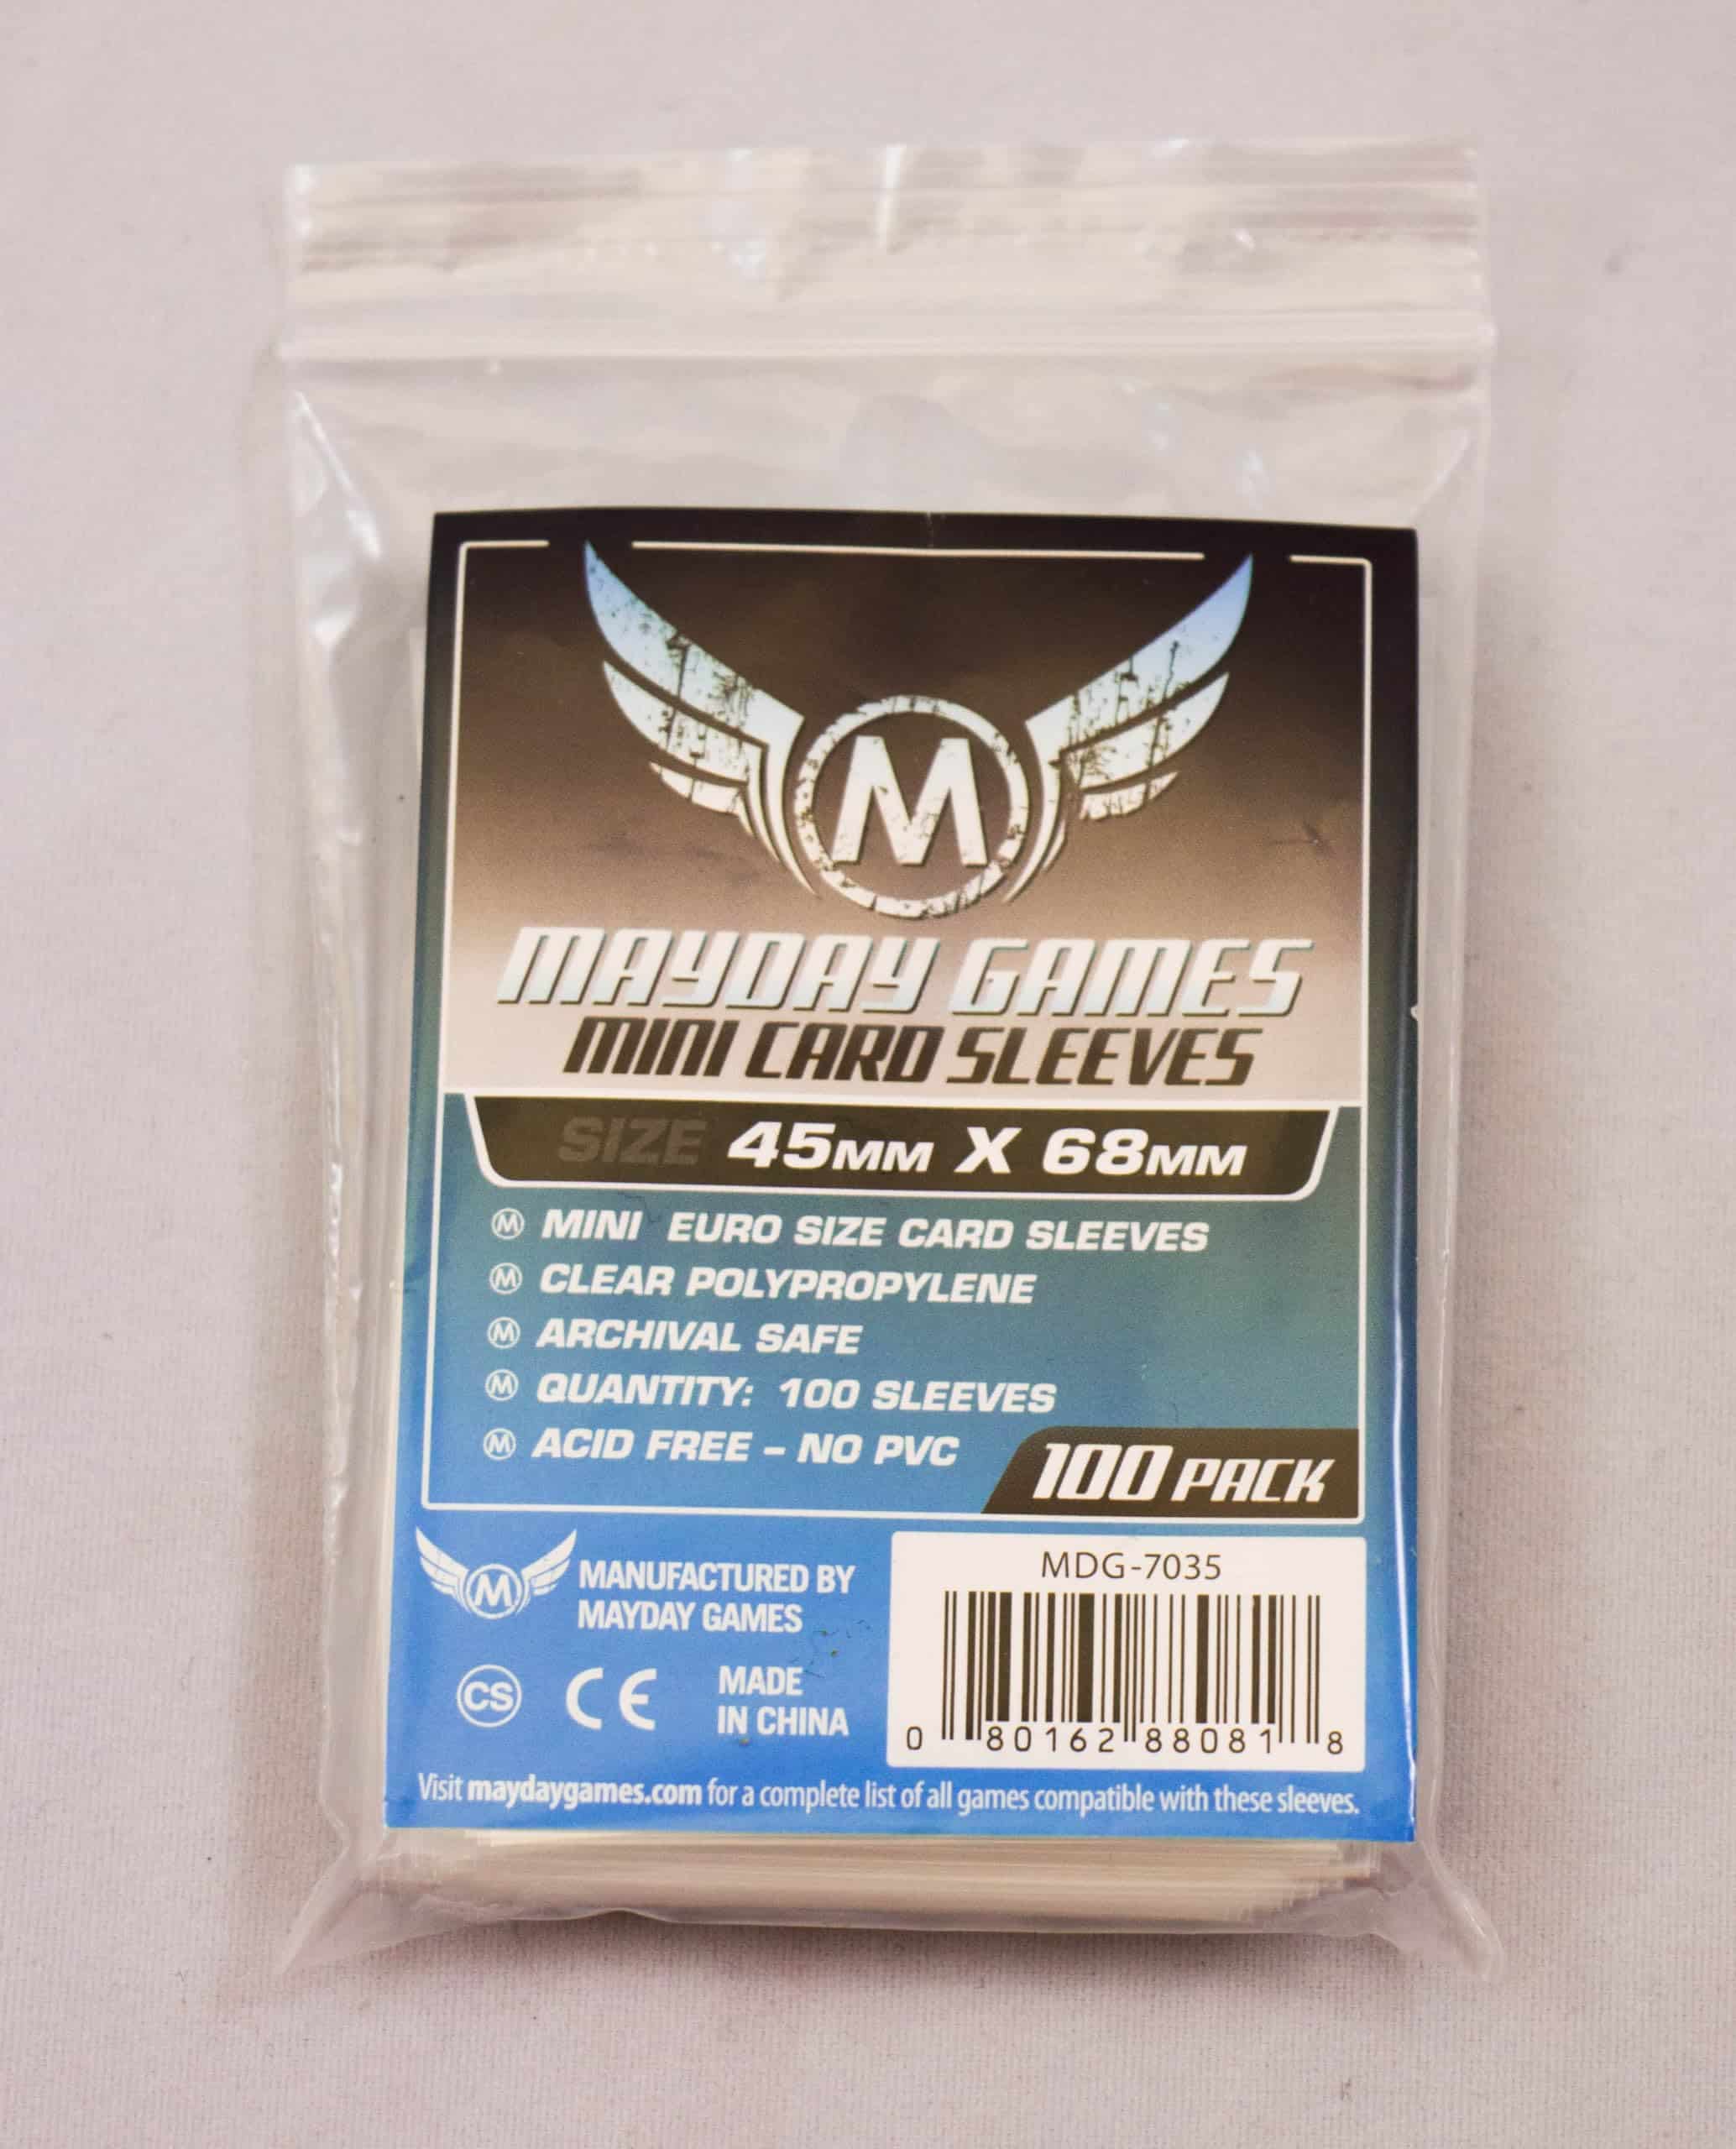 M
MAYDAY GAMES
MINI CARD SLEEVES
SIZE 45MM X 68MM
M MINI EURO SIZE CARD SLEEVES
M CLEAR POLYPROPYLENE
M ARCHIVAL SAFE
M QUANTITY: 100 SLEEVES
M ACID FREE – NO PVC
100 PACK
M
MANUFACTURED BY
MAYDAY GAMES
CS CE
MADE
IN CHINA
MDG-7035
0 80162 88081 8
Visit maydaygames.com for a complete list of all games compatible with these sleeves.